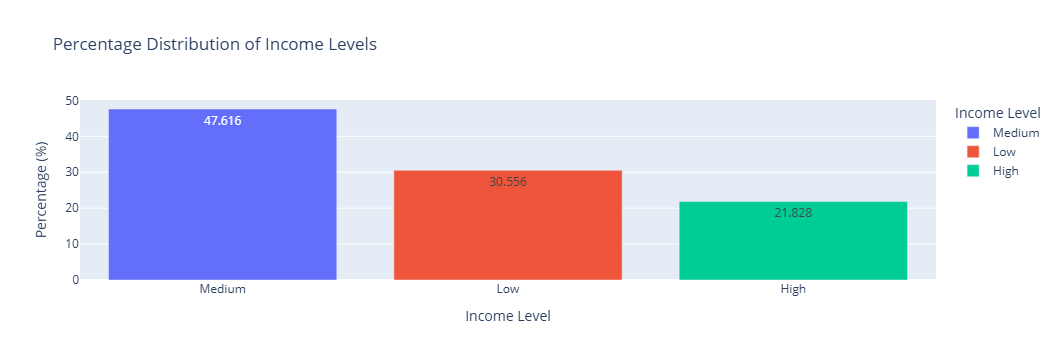 Percentage Distribution of Income Levels
Percentage (%)
50
40
30
20
10
0
47.616
30.556
21.828
Medium
Low
High
Income Level
Income Level
Medium
Low
High